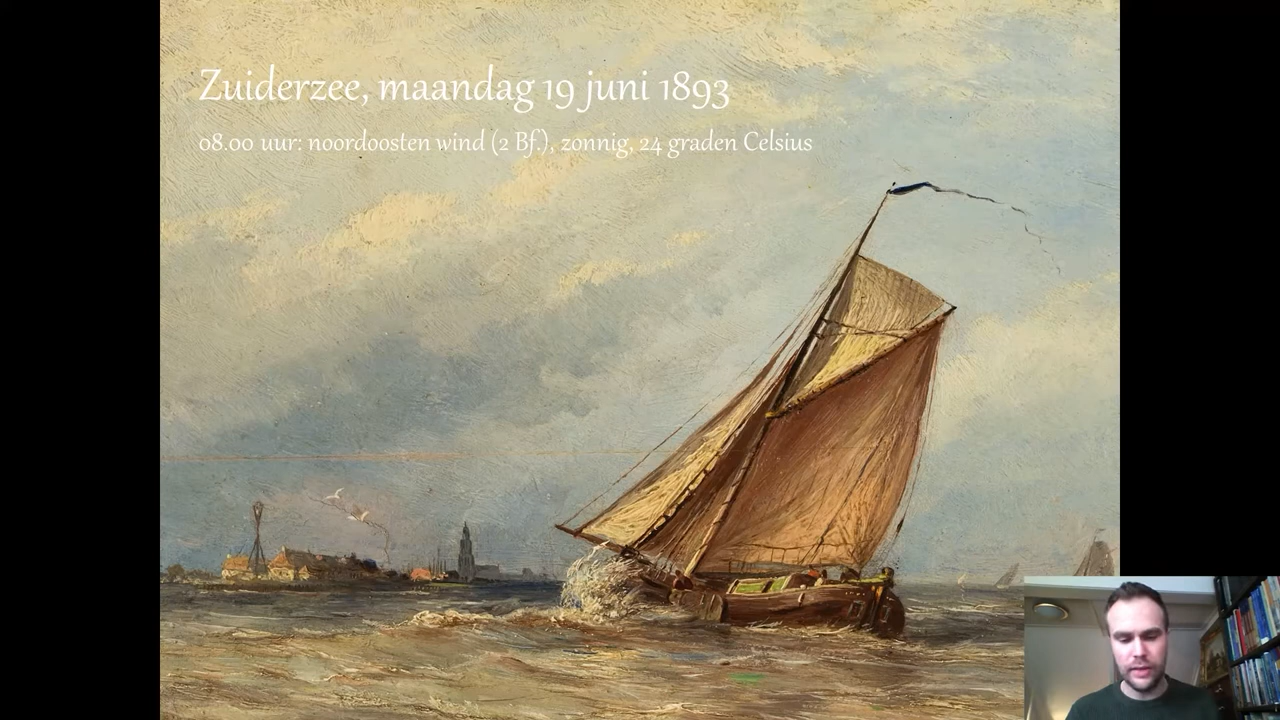 Zuiderzee, maandag 19 juni 1893
08.00 uur: noordoosten wind (2 Bf.), zonnig, 24 graden Celsius